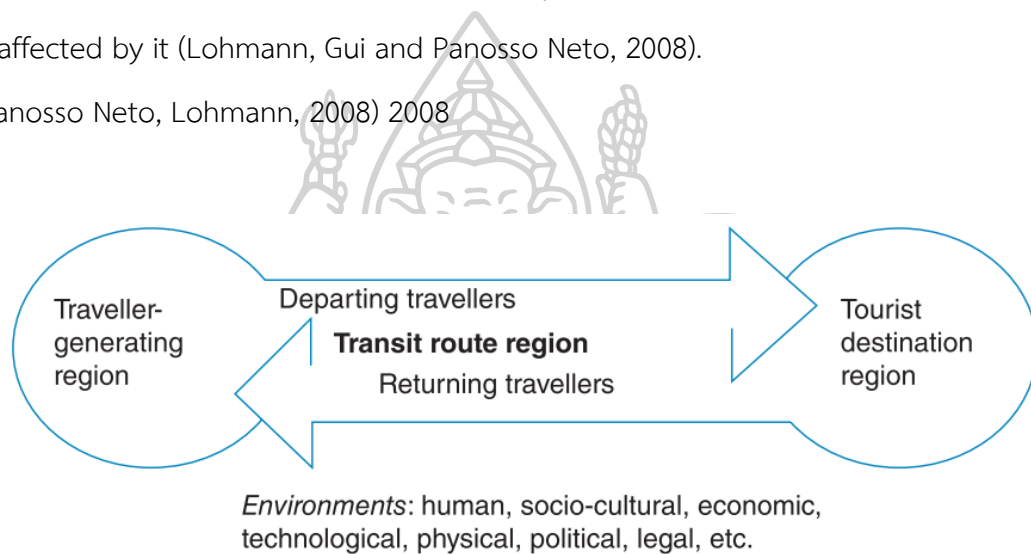 affected by it (Lohmann, Gui and Panosso Neto, 2008).
anosso Neto, Lohmann, 2008) 2008
Traveller-
generating
region
Departing travellers
Transit route region
Returning travellers
Tourist
destination
region
Environments: human, socio-cultural, economic,
technological, physical, political, legal, etc.